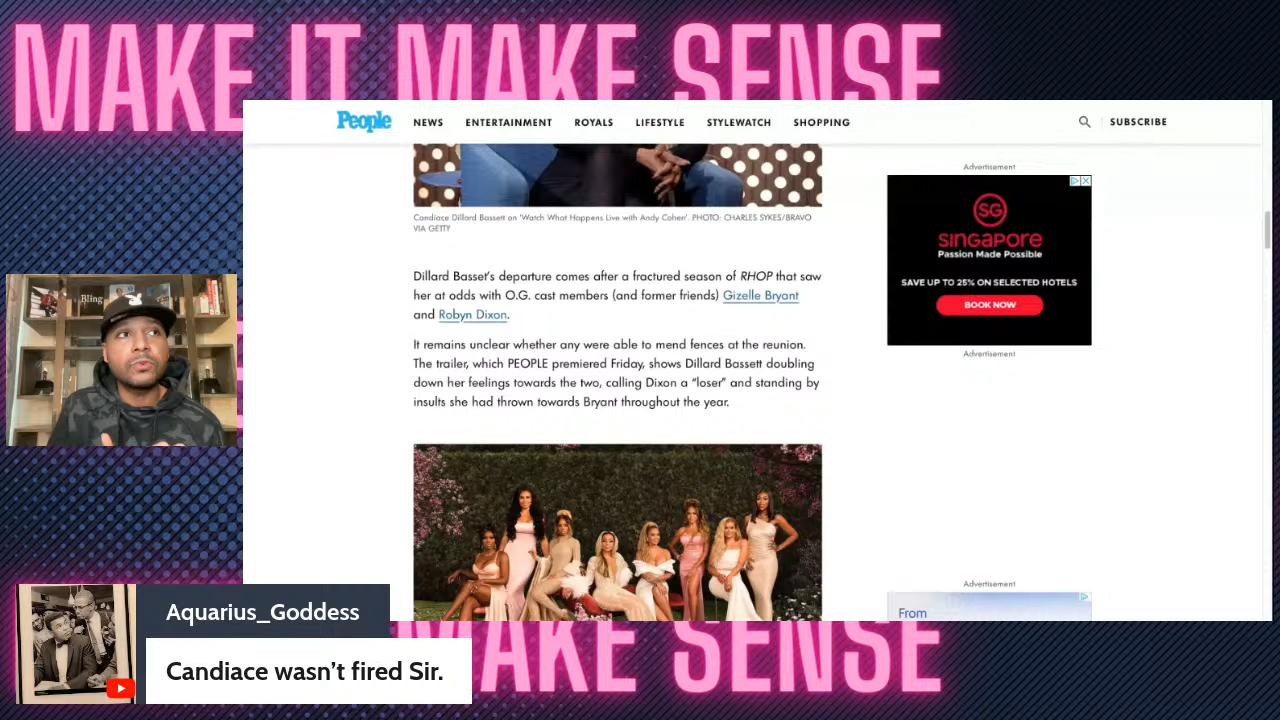 MAKE IT MAKE SENSE
People
NEWS ENTERTAINMENT ROYALS LIFESTYLE STYLEWATCH SHOPPING SUBSCRIBE
Candiace Dillard Bassett on 'Watch What Happens Live with Andy Cohen'. PHOTO: CHARLES SYKES/BRAVO
VIA GETTY
Dillard Basset's departure comes after a fractured season of RHOP that saw
her at odds with O.G. cast members (and former friends) Gizelle Bryant
and Robyn Dixon.
It remains unclear whether any were able to mend fences at the reunion.
The trailer, which PEOPLE premiered Friday, shows Dillard Bassett doubling
down her feelings towards the two, calling Dixon a “loser” and standing by
insults she had thrown towards Bryant throughout the year.
Advertisement
SG
SINGAPORE
Passion Made Possible
SAVE UP TO 25% ON SELECTED HOTELS
BOOK NOW
Advertisement
Advertisement
From
Bling
Aquarius_Goddess
Candiace wasn’t fired Sir.
MAKE SENSE